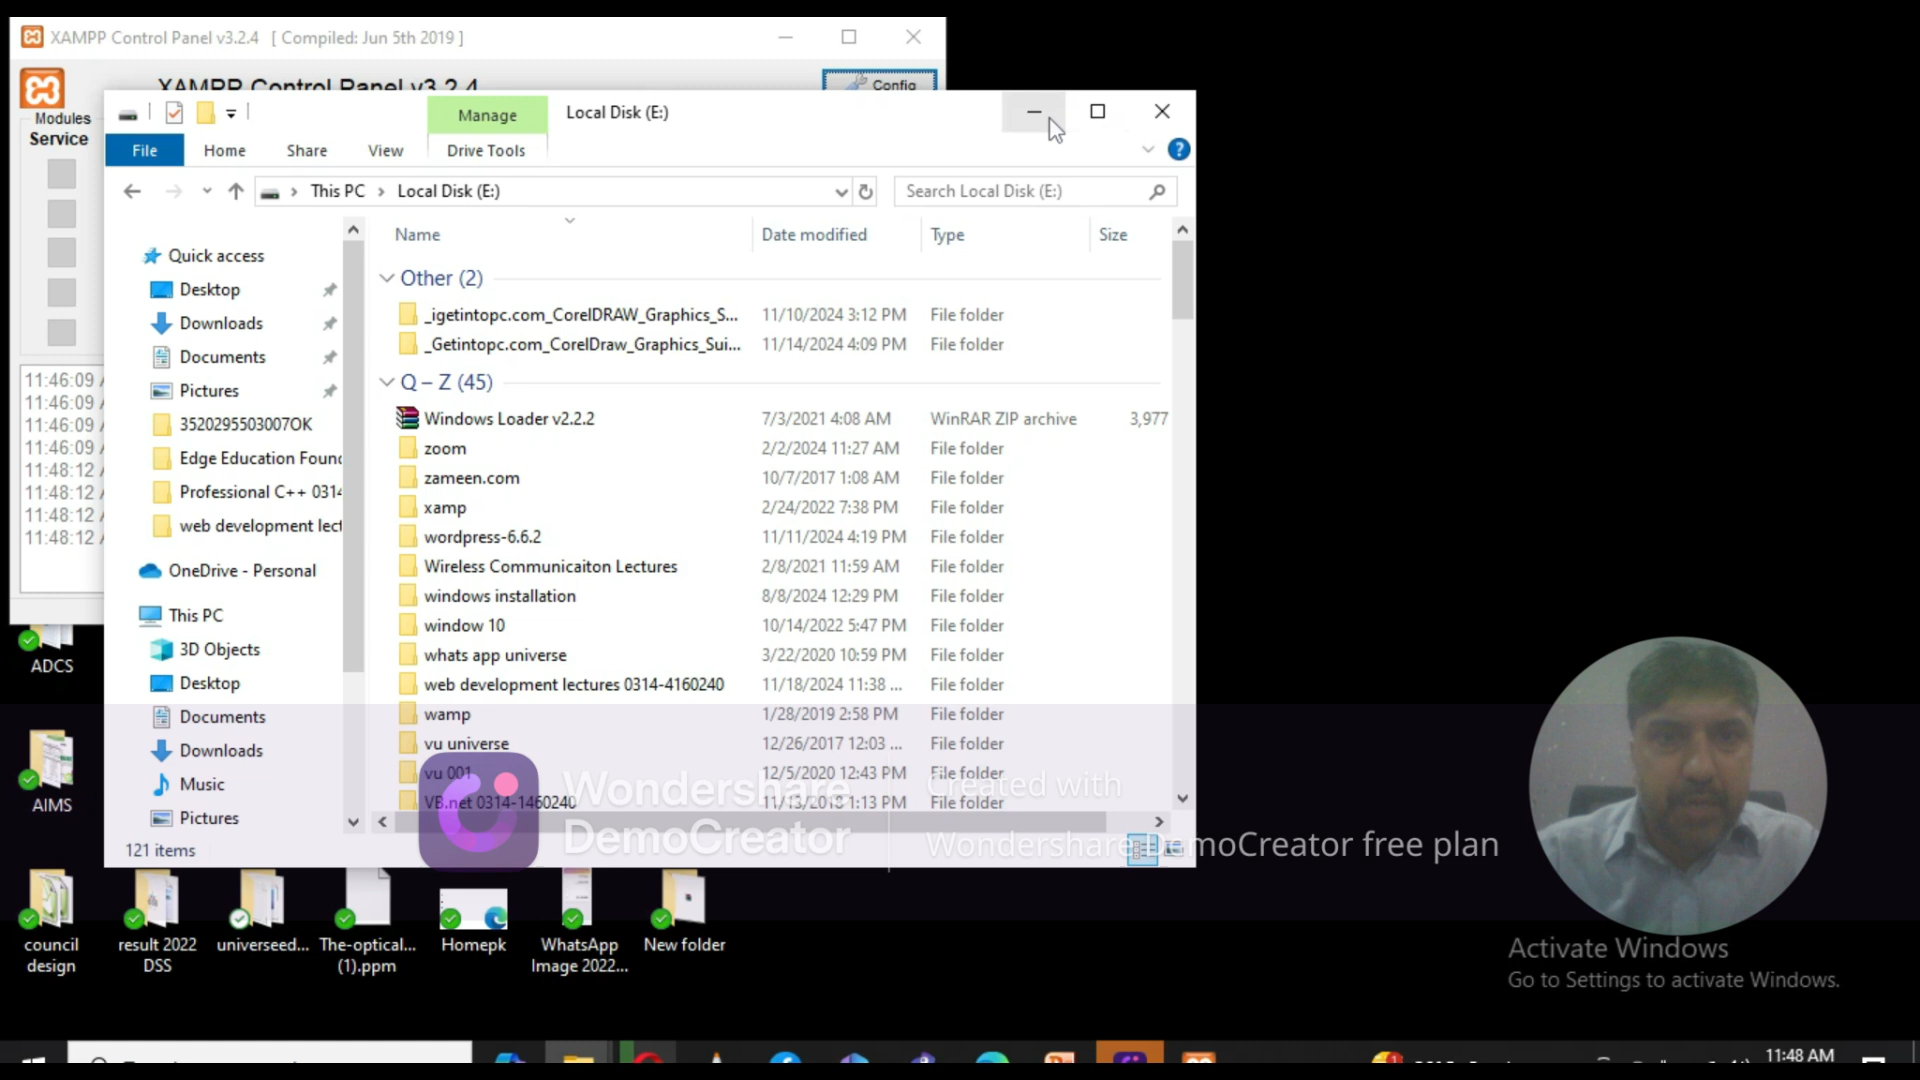 XAMPP Control Panel v3.2.4 [ Compiled: Jun 5th 2019 ]
XAMPP Control Panel v3.2.4
Config
Modules
Service
Manage
Local Disk (E:)
File
Home
Share
View
Drive Tools
This PC
Local Disk (E:)
Search Local Disk (E:)
Name
Date modified
Type
Size
Quick access
Desktop
Downloads
Documents
Pictures
3520295503007OK
Edge Education Foun
Professional C++ 0314
web development lect
OneDrive - Personal
This PC
3D Objects
Desktop
Documents
Downloads
Music
Pictures
Other (2)
_igetintopc.com_CorelDRAW_Graphics_S... 11/10/2024 3:12 PM File folder
_Getintopc.com_CorelDraw_Graphics_Sui... 11/14/2024 4:09 PM File folder
Q – Z (45)
Windows Loader v2.2.2 7/3/2021 4:08 AM WinRAR ZIP archive 3,977
zoom 2/2/2024 11:27 AM File folder
zameen.com 10/7/2017 1:08 AM File folder
xamp 2/24/2022 7:38 PM File folder
wordpress-6.6.2 11/11/2024 4:19 PM File folder
Wireless Communicaiton Lectures 2/8/2021 11:59 AM File folder
windows installation 8/8/2024 12:29 PM File folder
window 10 10/14/2022 5:47 PM File folder
whats app universe 3/22/2020 10:59 PM File folder
web development lectures 0314-4160240 11/18/2024 11:38 ... File folder
wamp 1/28/2019 2:58 PM File folder
vu universe 12/26/2017 12:03 ... File folder
vu 001 12/5/2020 12:43 PM File folder
VB.net 0314-1460240 11/13/2018 1:13 PM File folder
121 items
11:46:09
11:46:09
11:46:09
11:46:09
11:48:12
11:48:12
11:48:12
11:48:12
ADCS
AIMS
council
design
result 2022
DSS
universeed...
The-optical...
(1).ppm
Homepk
WhatsApp
Image 2022...
New folder
Wondershare
DemoCreator
Created with
Wondershare DemoCreator free plan
Activate Windows
Go to Settings to activate Windows.
11:48 AM